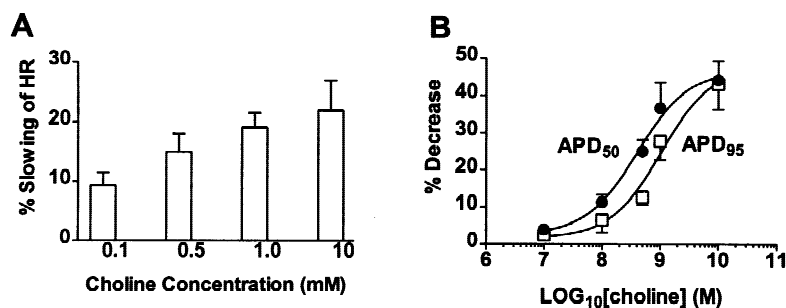 A
% Slowing of HR
30
20
10
0
0.1 0.5 1.0 10
Choline Concentration (mM)
B
% Decrease
50
40
30
20
10
0
APD50
APD95
6 7 8 9 10 11
LOG10[choline] (M)